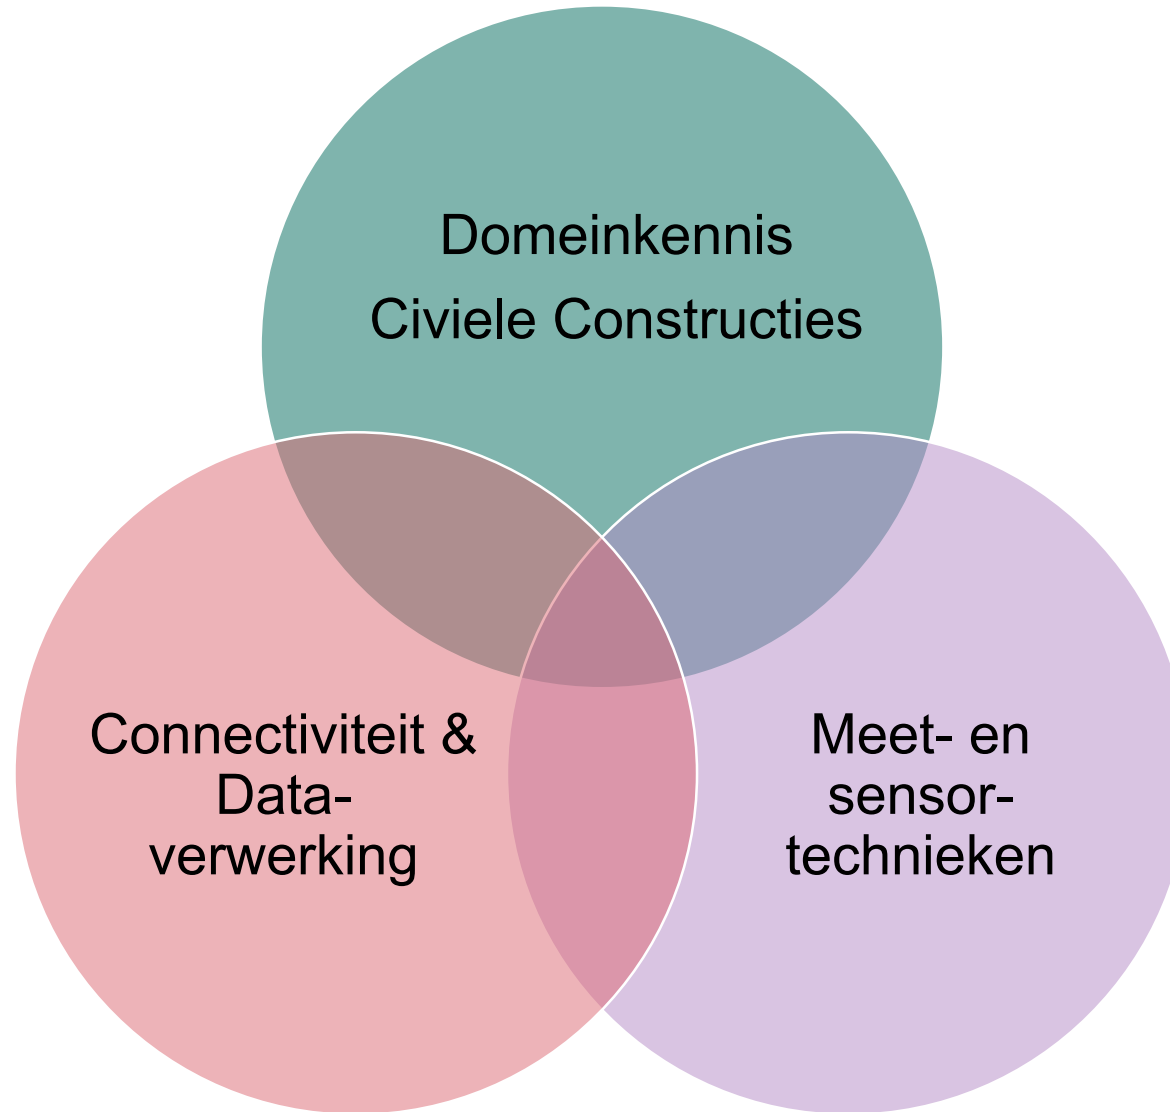 Domeinkennis
Civiele Constructies
Connectiviteit &
Data-
verwerking
Meet- en
sensor-
technieken